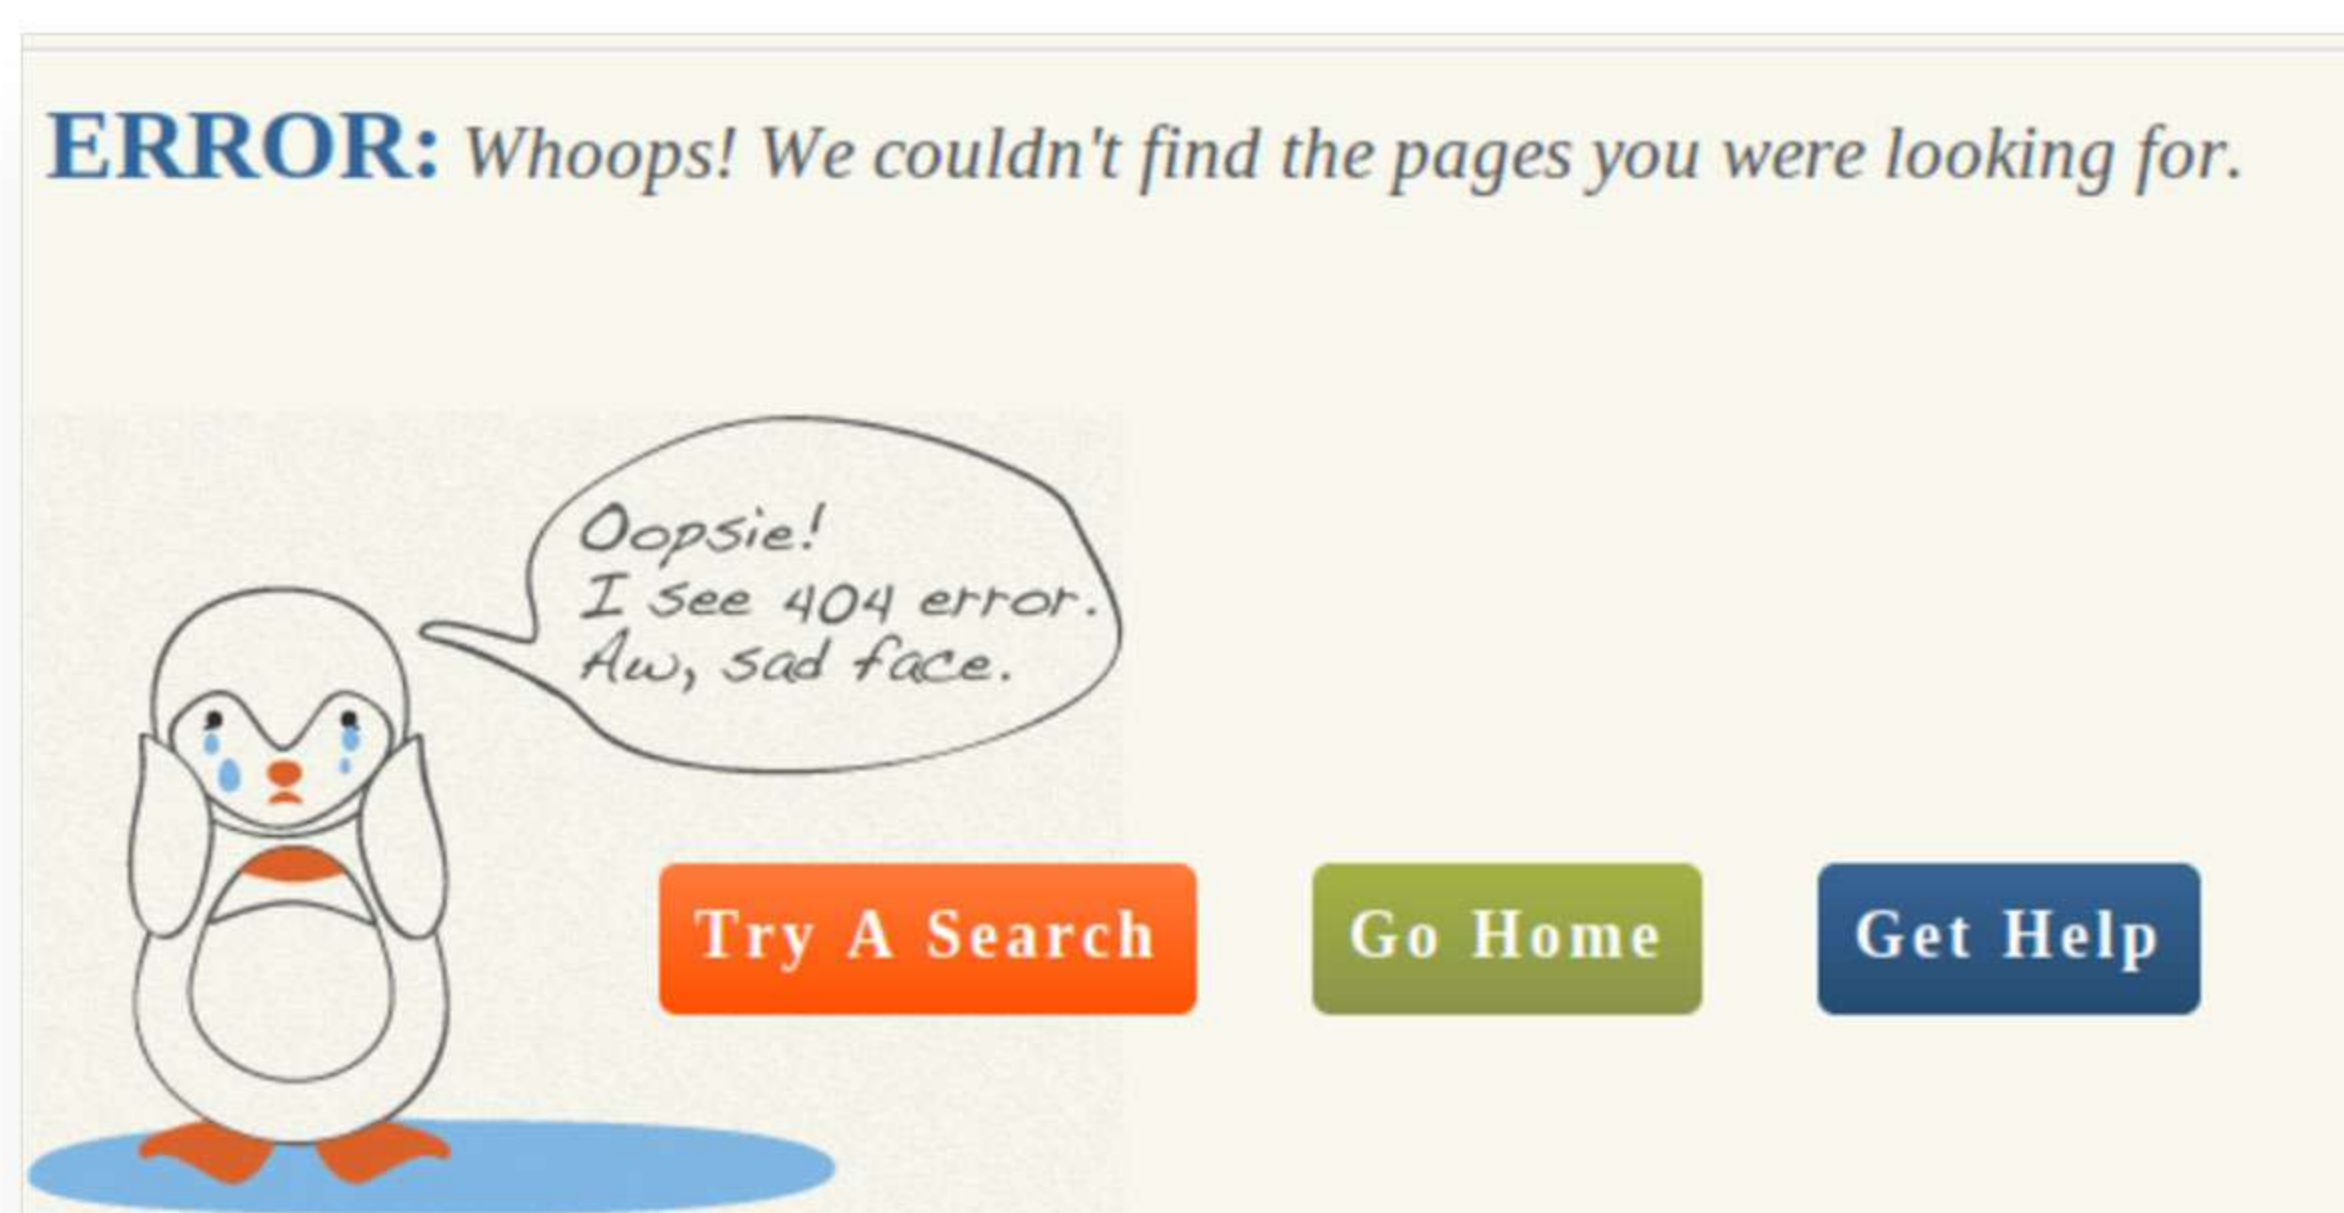 ERROR: Whoops! We couldn't find the pages you were looking for.
Oopsie!
I see 404 error.
Aw, sad face.
Try A Search
Go Home
Get Help